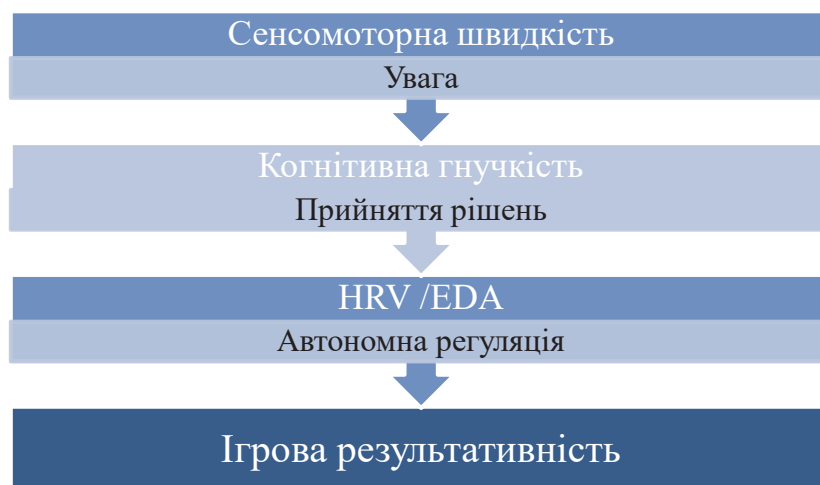 Сенсомоторна швидкість
Увага
Когнітивна гнучкість
Прийняття рішень
HRV /EDA
Автономна регуляція
Ігрова результативність